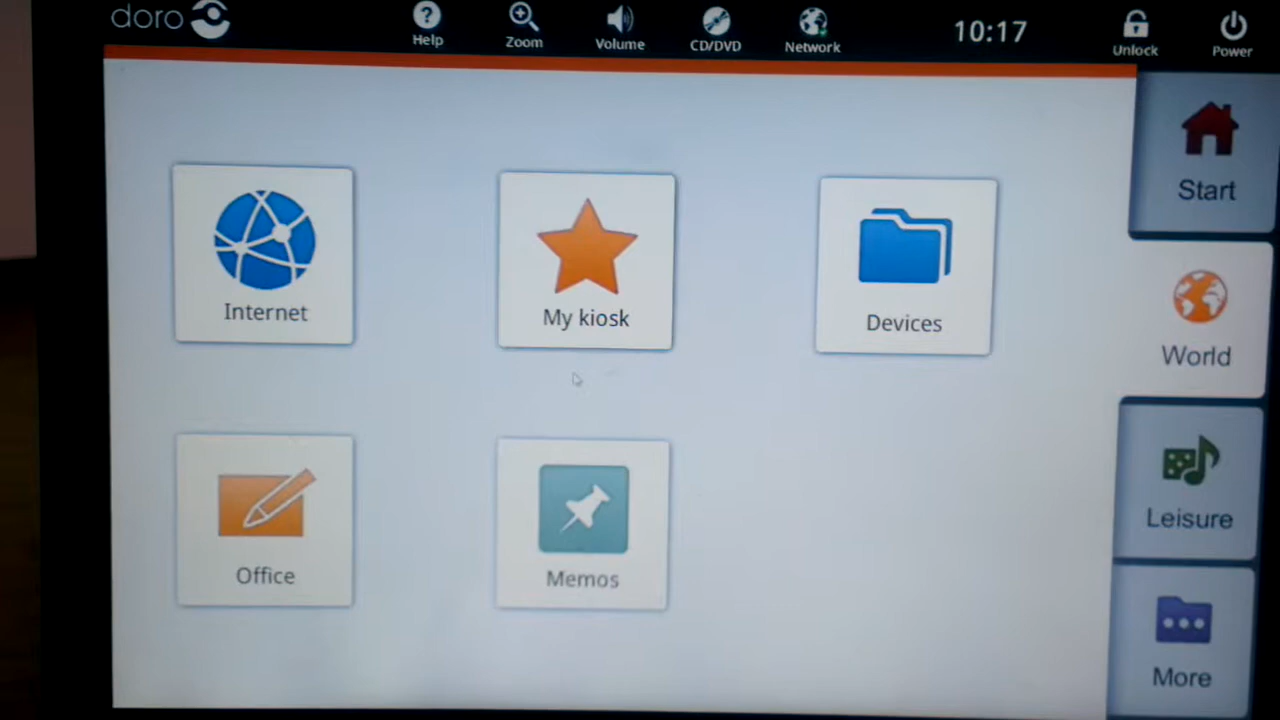 doro
Help
Zoom
Volume
CD/DVD
Network
10:17
Unlock
Power
Internet
My kiosk
Devices
Office
Memos
Start
World
Leisure
More